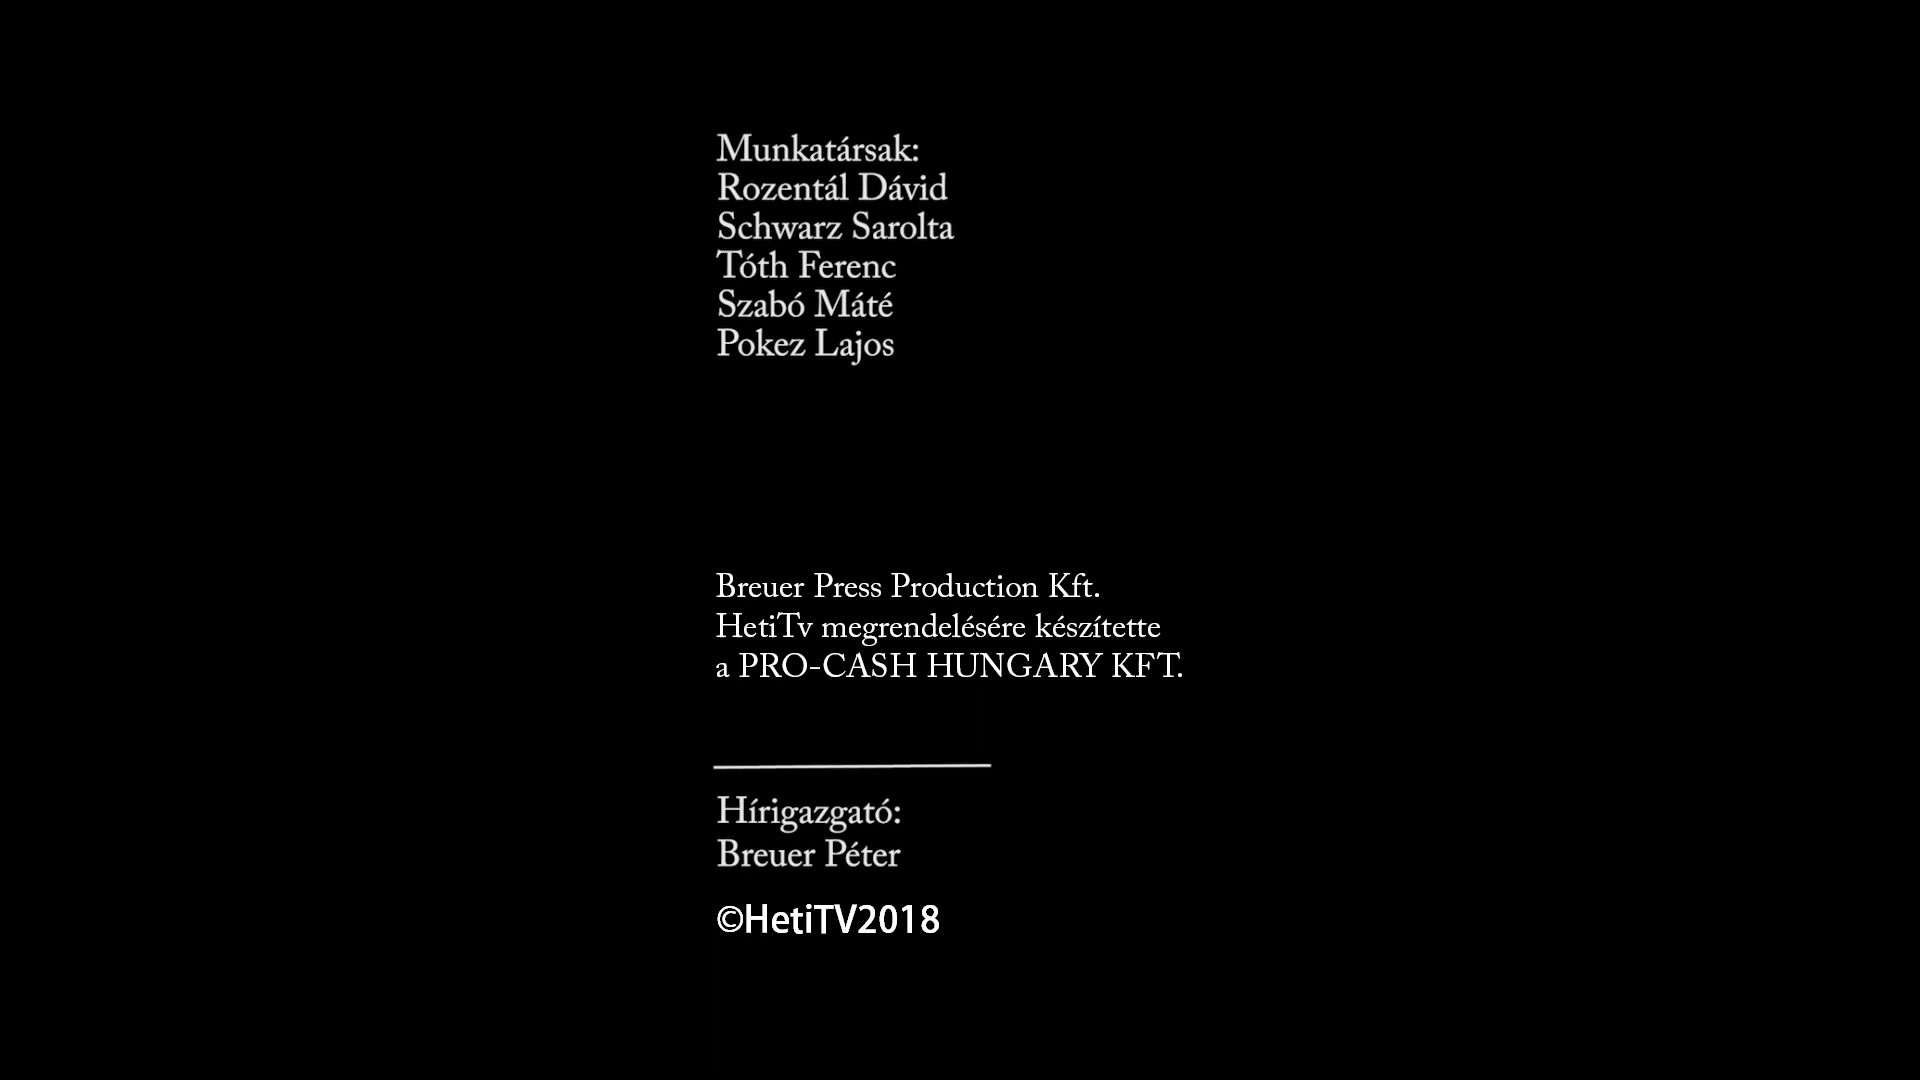 Munkatársak:
Rozentál Dávid
Schwarz Sarolta
Tóth Ferenc
Szabó Máté
Pokez Lajos
Breuer Press Production Kft.
HetiTv megrendelésére készítette
a PRO-CASH HUNGARY KFT.
Hírigazgató:
Breuer Péter
©HetiTV2018